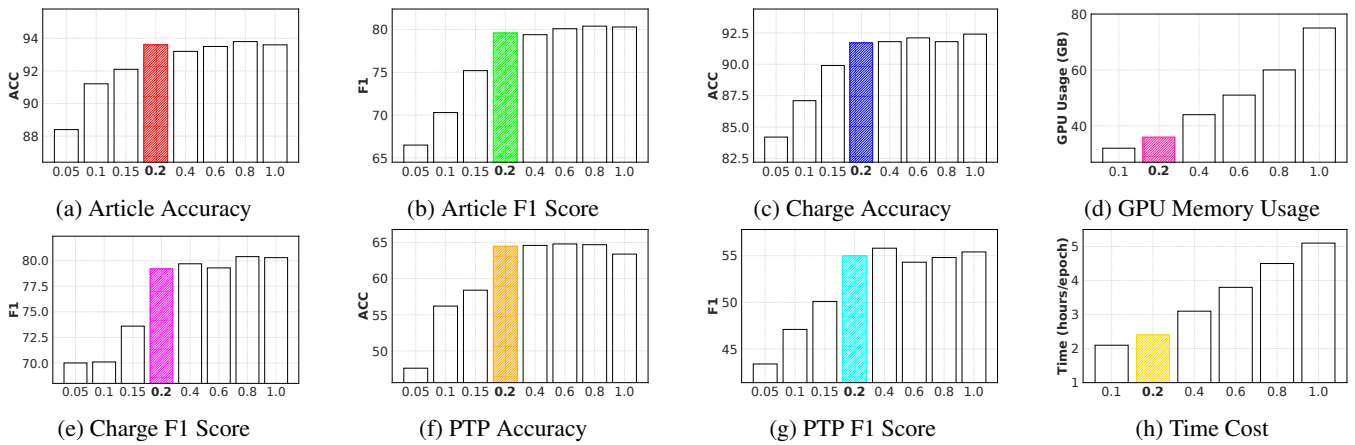 94
92
90
88
ACC
0.05 0.1 0.15 0.2 0.4 0.6 0.8 1.0
(a) Article Accuracy
80
75
70
65
F1
0.05 0.1 0.15 0.2 0.4 0.6 0.8 1.0
(b) Article F1 Score
92.5
90.0
87.5
85.0
82.5
ACC
0.05 0.1 0.15 0.2 0.4 0.6 0.8 1.0
(c) Charge Accuracy
80
60
40
GPU Usage (GB)
0.1 0.2 0.4 0.6 0.8 1.0
(d) GPU Memory Usage
80.0
77.5
75.0
72.5
70.0
F1
0.05 0.1 0.15 0.2 0.4 0.6 0.8 1.0
(e) Charge F1 Score
65
60
55
50
ACC
0.05 0.1 0.15 0.2 0.4 0.6 0.8 1.0
(f) PTP Accuracy
55
50
45
F1
0.05 0.1 0.15 0.2 0.4 0.6 0.8 1.0
(g) PTP F1 Score
5
4
3
2
1
Time (hours/epoch)
0.1 0.2 0.4 0.6 0.8 1.0
(h) Time Cost